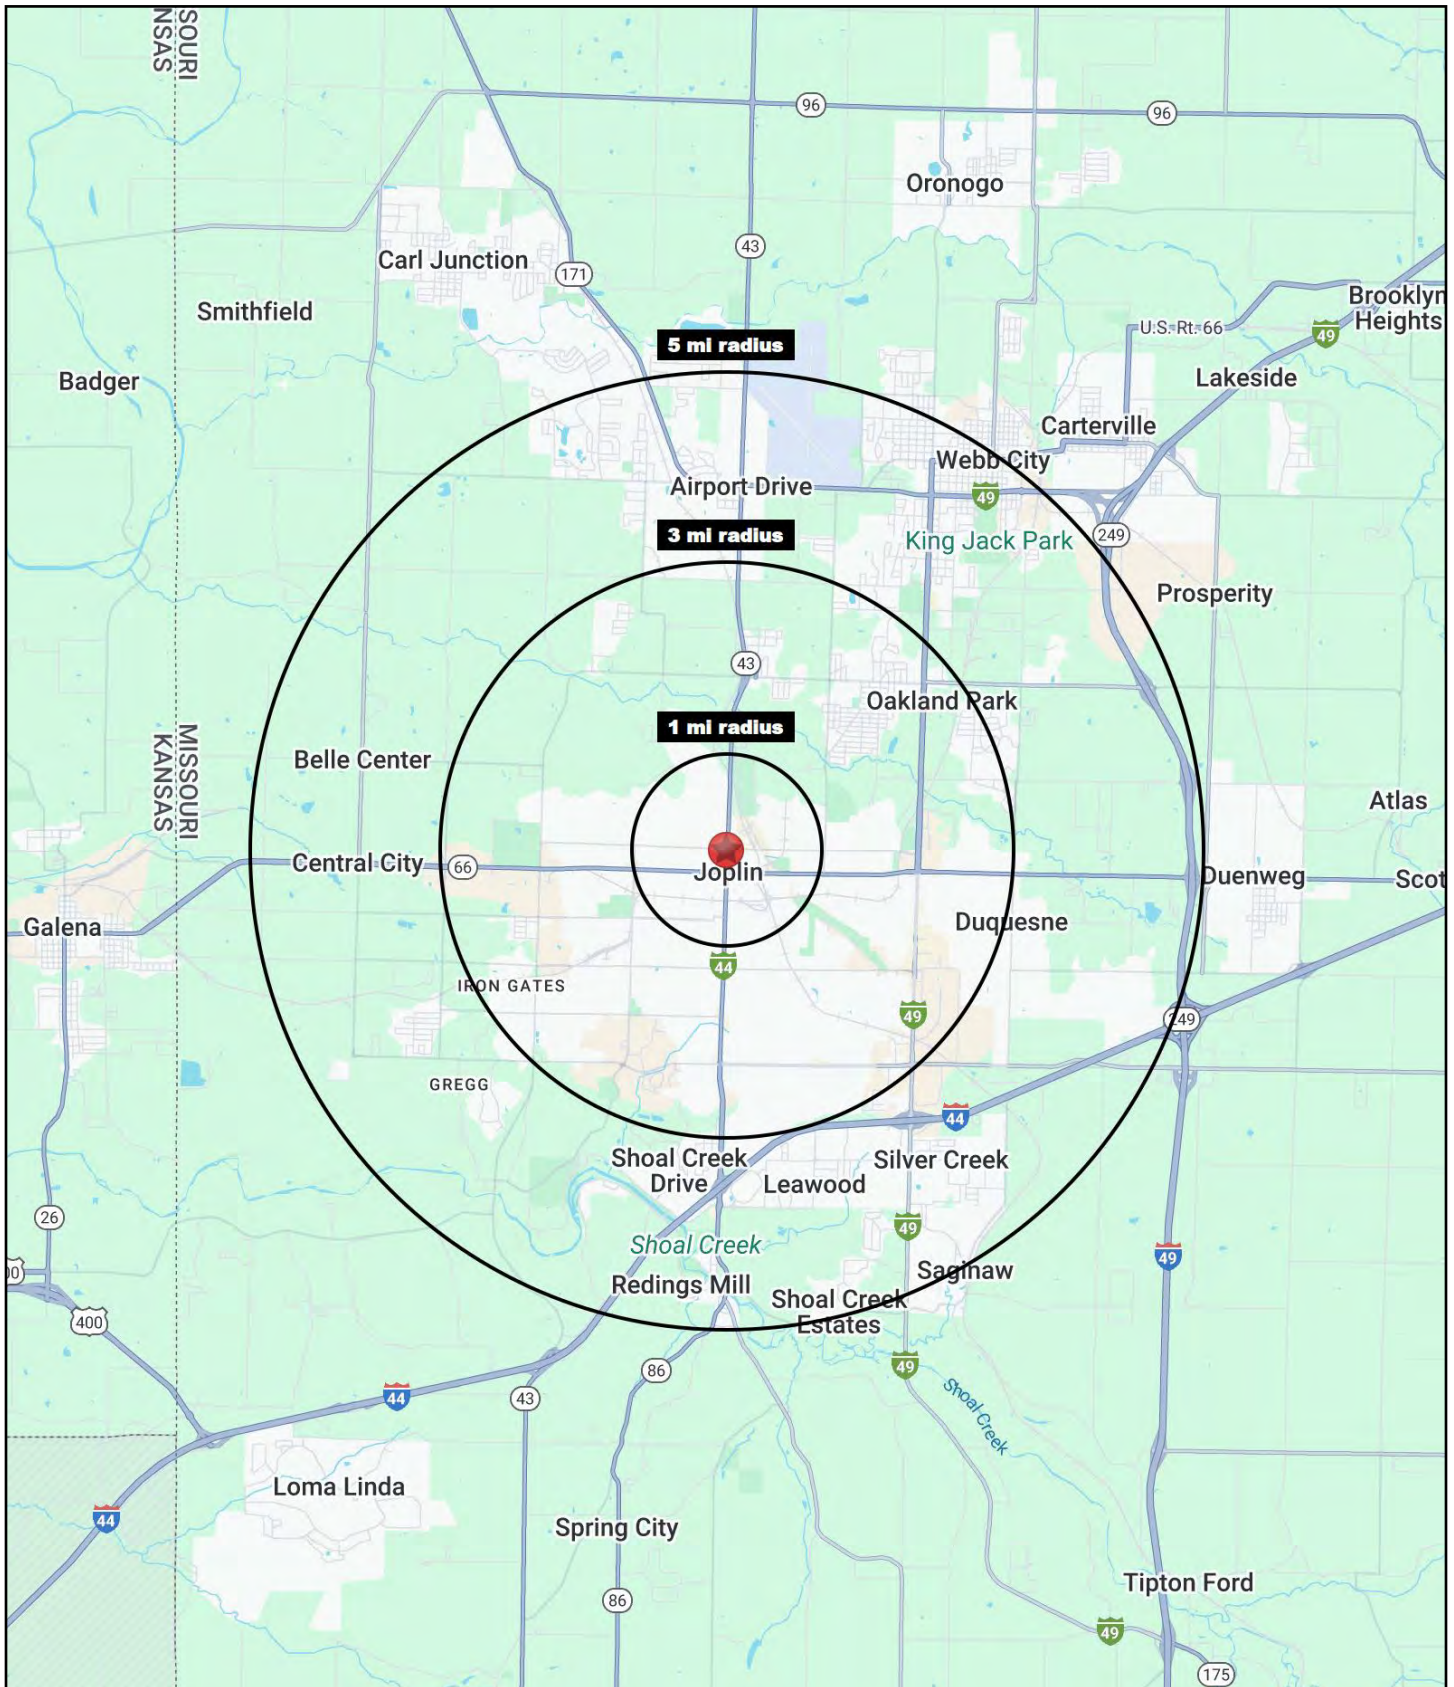 SOURI
NSAS
96
96
Oronogo
43
Carl Junction
171
Smithfield
Brooklyn
Heights
U.S. Rt. 66
49
5 mi radius
Badger
Lakeside
Carterville
Webb City
Airport Drive
49
3 mi radius
King Jack Park
249
Prosperity
43
Oakland Park
1 mi radius
MISSOURI
KANSAS
Belle Center
Atlas
Central City
66
Joplin
Duenweg
Scot
Galena
Duquesne
44
IRON GATES
49
249
GREGG
44
Shoal Creek
Drive
Silver Creek
Leawood
26
49
Shoal Creek
49
00
Saginaw
Redings Mill
Shoal Creek
Estates
400
86
49
44
43
Shoal Creek
Loma Linda
44
Spring City
Tipton Ford
86
49
175